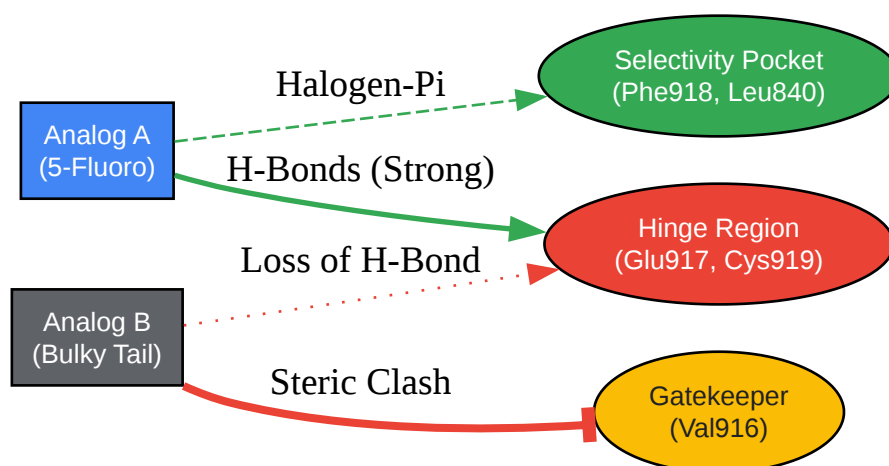 Selectivity Pocket
(Phe918, Leu840)
Halogen-Pi
Analog A
(5-Fluoro)
H-Bonds (Strong)
Hinge Region
(Glu917, Cys919)
Loss of H-Bond
Analog B
(Bulky Tail)
Steric Clash
Gatekeeper
(Val916)